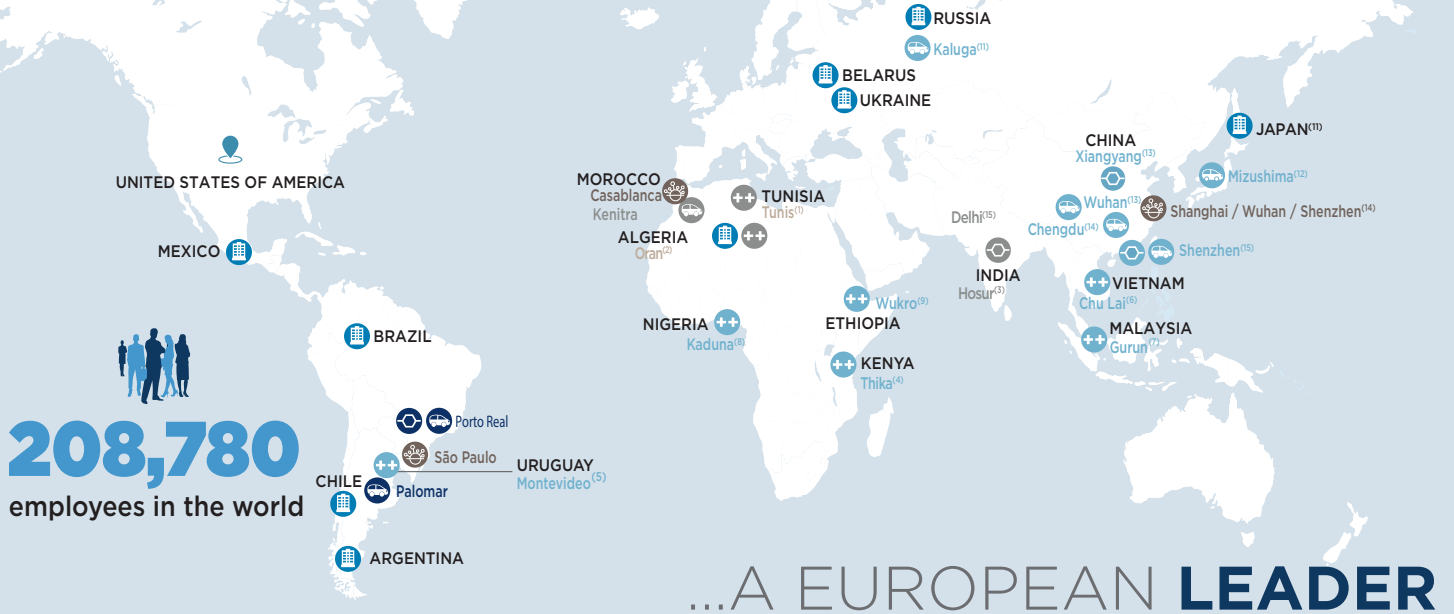 RUSSIA
Kaluga(11)
BELARUS
UKRAINE
JAPAN(11)
CHINA
Xiangyang(13)
Mizushima(12)
Wuhan(13)
Shanghai / Wuhan / Shenzhen(14)
Chengdu(14)
Shenzhen(15)
UNITED STATES OF AMERICA
MEXICO
MOROCCO
Casablanca
Kenitra
TUNISIA
Tunis(1)
ALGERIA
Oran(2)
Delhi(15)
INDIA
Hosur(3)
VIETNAM
Chu Lai(6)
MALAYSIA
Gurun(7)
Wukro(9)
ETHIOPIA
NIGERIA
Kaduna(8)
KENYA
Thika(4)
BRAZIL
Porto Real
São Paulo
URUGUAY
Montevideo(5)
CHILE
Palomar
ARGENTINA
208,780
employees in the world
...A EUROPEAN LEADER